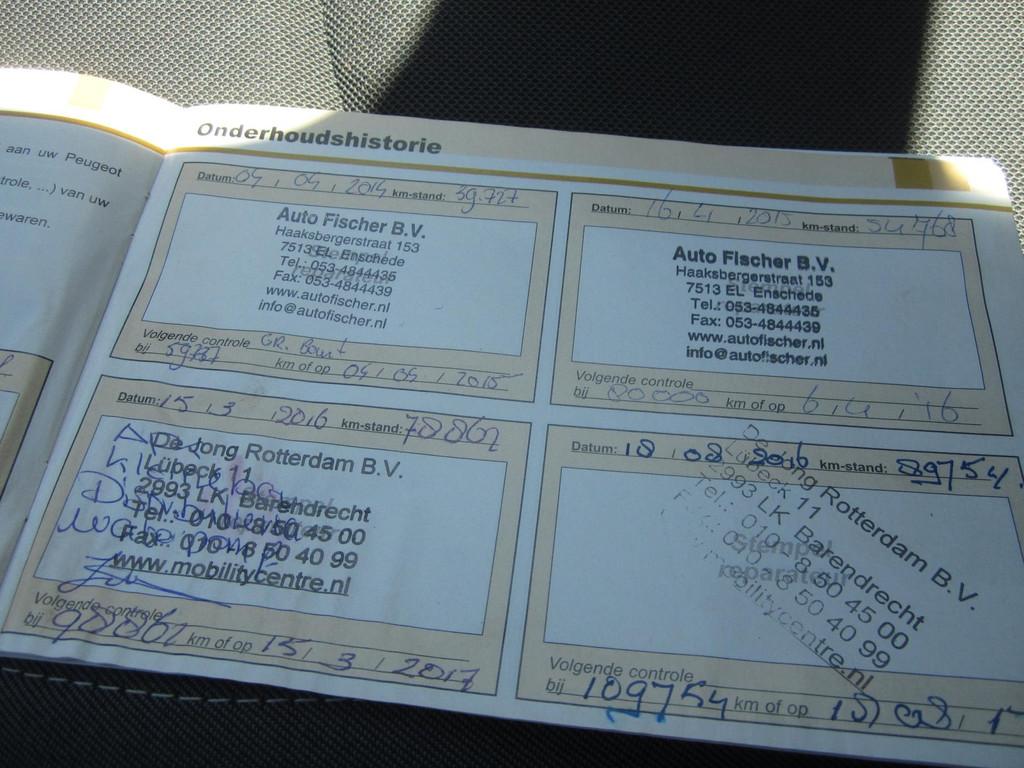 aan uw Peugeot
trole, ...) van uw
ewaren.
Onderhoudshistorie
Datum: 04, 04, 2014 km-stand: 39.727
Auto Fischer B.V.
Haaksbergerstraat 153
7513 EL Enschede
Tel.: 053-4844435
Fax: 053-4844439
www.autofischer.nl
info@autofischer.nl
Volgende controle GR. Beurt
bij 59727 km of op 04, 04, 2015
Datum: 16, 4, 2015 km-stand: 54768
Auto Fischer B.V.
Haaksbergerstraat 153
7513 EL Enschede
Tel.: 053-4844435
Fax: 053-4844439
www.autofischer.nl
info@autofischer.nl
Volgende controle
bij 80000 km of op 6, 4, '16
Datum: 15, 3, 2016 km-stand: 78862
De Jong Rotterdam B.V.
Lübeck 11
2993 LK Barendrecht
Tel.: 010 - 8 50 45 00
Fax: 010 - 8 50 40 99
www.mobilitycentre.nl
Volgende controle
bij 98862 km of op 15, 3, 2017
Datum: 18, 08, 2016 km-stand: 89754
De Jong Rotterdam B.V.
Lübeck 11
2993 LK Barendrecht
Tel.: 010 - 8 50 45 00
8 50 40 99
mobilitycentre.nl
Stempel
reparateur
Volgende controle
bij 109754 km of op 15, 08, 17